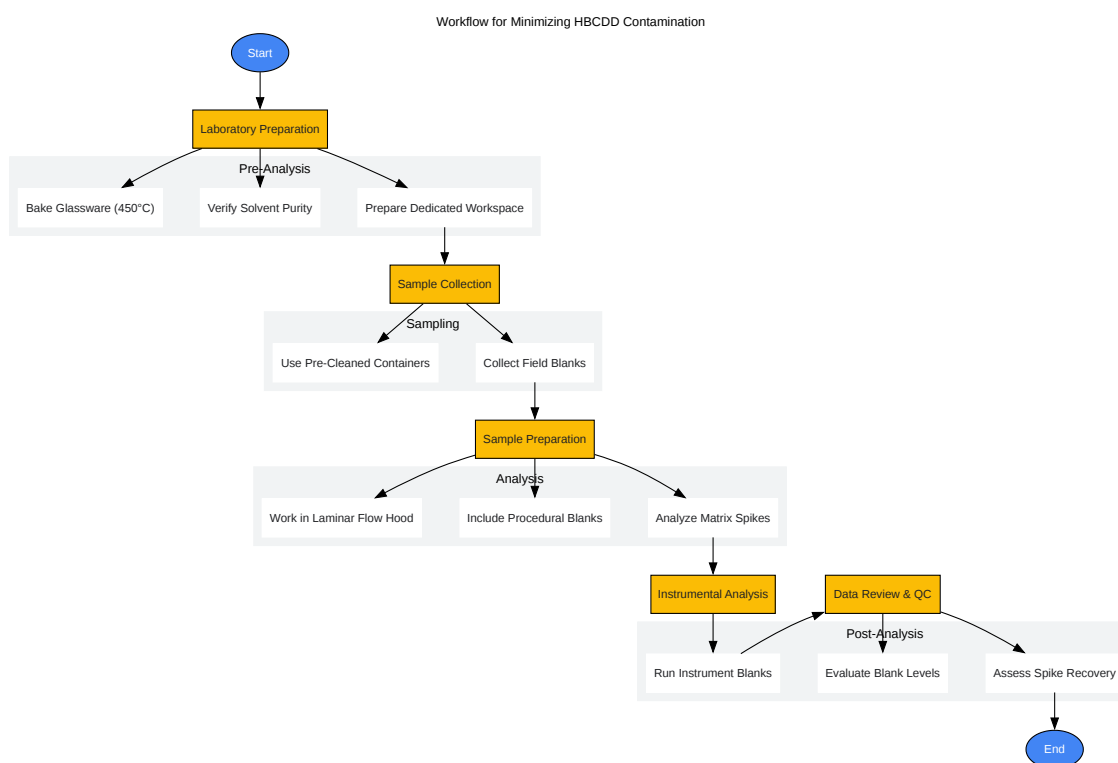 Workflow for Minimizing HBCDD Contamination
Start
Laboratory Preparation
Pre-Analysis
Bake Glassware (450°C)
Verify Solvent Purity
Prepare Dedicated Workspace
Sample Collection
Sampling
Use Pre-Cleaned Containers
Collect Field Blanks
Sample Preparation
Analysis
Work in Laminar Flow Hood
Include Procedural Blanks
Analyze Matrix Spikes
Instrumental Analysis
Data Review & QC
Post-Analysis
Run Instrument Blanks
Evaluate Blank Levels
Assess Spike Recovery
End